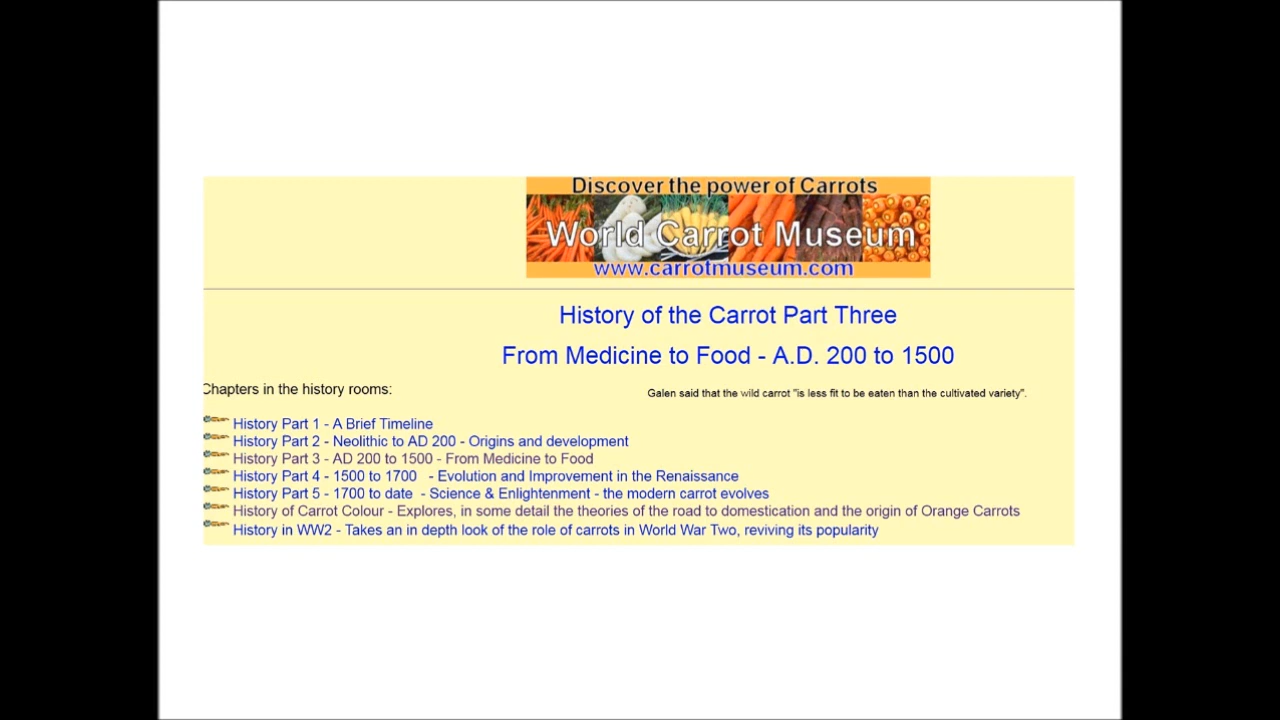 Discover the power of Carrots
World Carrot Museum
www.carrotmuseum.com
History of the Carrot Part Three
From Medicine to Food - A.D. 200 to 1500
Chapters in the history rooms:
Galen said that the wild carrot "is less fit to be eaten than the cultivated variety".
History Part 1 - A Brief Timeline
History Part 2 - Neolithic to AD 200 - Origins and development
History Part 3 - AD 200 to 1500 - From Medicine to Food
History Part 4 - 1500 to 1700 - Evolution and Improvement in the Renaissance
History Part 5 - 1700 to date - Science & Enlightenment - the modern carrot evolves
History of Carrot Colour - Explores, in some detail the theories of the road to domestication and the origin of Orange Carrots
History in WW2 - Takes an in depth look of the role of carrots in World War Two, reviving its popularity